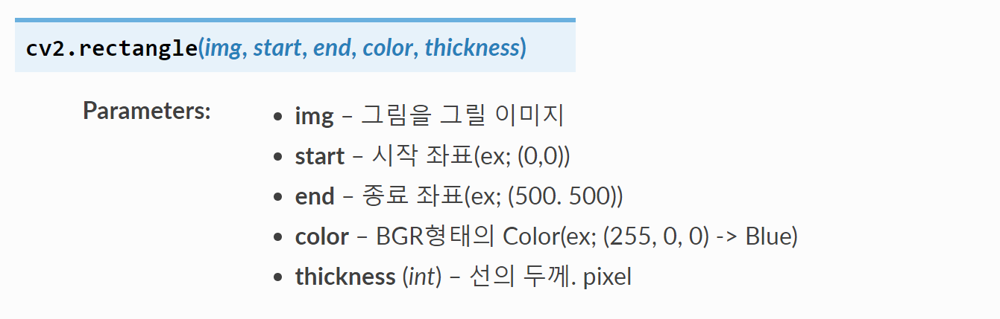 cv2.rectangle(img, start, end, color, thickness)
Parameters:
• img – 그림을 그릴 이미지
• start – 시작 좌표(ex; (0,0))
• end – 종료 좌표(ex; (500. 500))
• color – BGR형태의 Color(ex; (255, 0, 0) -> Blue)
• thickness (int) – 선의 두께. pixel